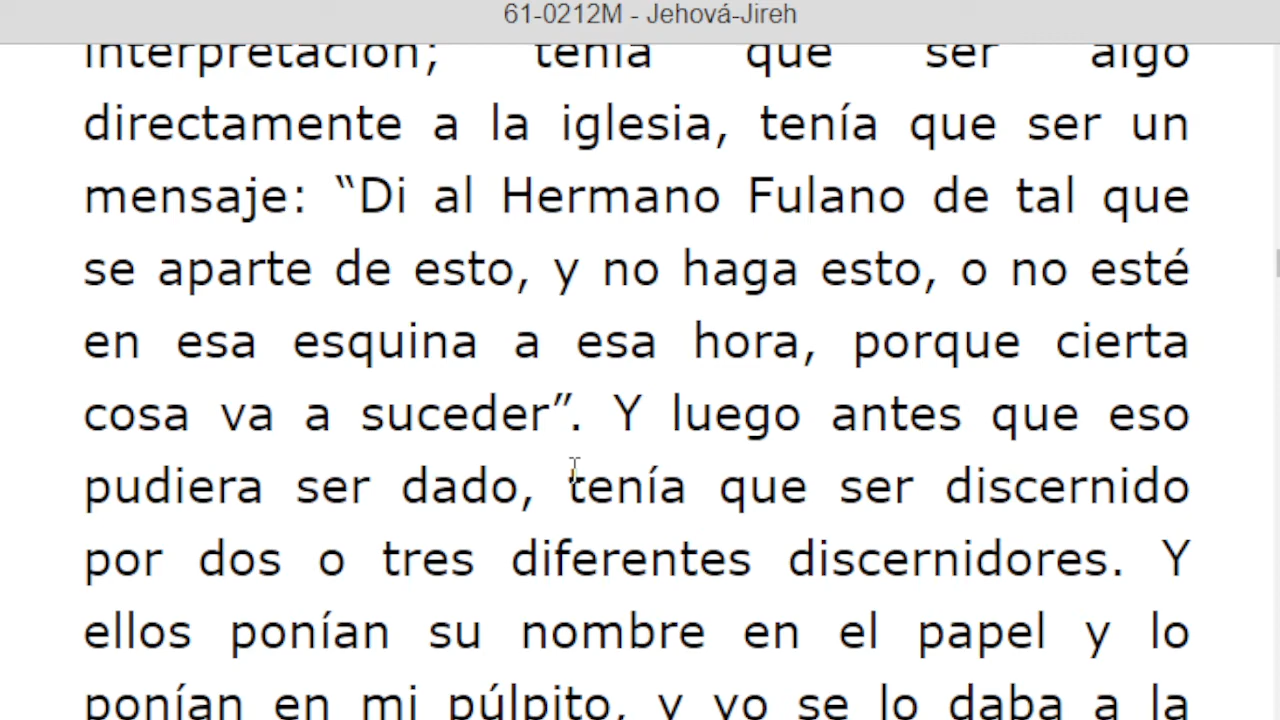 61-0212M - Jehová-Jireh
interpretación; tenía que ser algo
directamente a la iglesia, tenía que ser un
mensaje: “Di al Hermano Fulano de tal que
se aparte de esto, y no haga esto, o no esté
en esa esquina a esa hora, porque cierta
cosa va a suceder”. Y luego antes que eso
pudiera ser dado, tenía que ser discernido
por dos o tres diferentes discernidores. Y
ellos ponían su nombre en el papel y lo
ponían en mi púlpito, y yo se lo daba a la